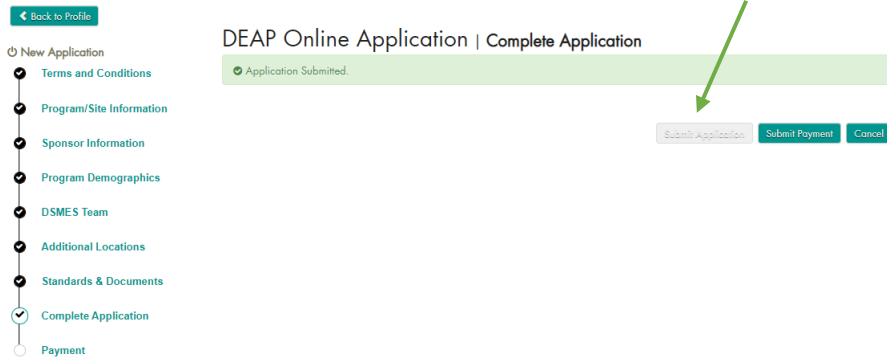 Back to Profile
New Application
Terms and Conditions
Program/Site Information
Sponsor Information
Program Demographics
DSMES Team
Additional Locations
Standards & Documents
Complete Application
Payment
DEAP Online Application | Complete Application
Application Submitted.
Submit Application Submit Payment Cancel